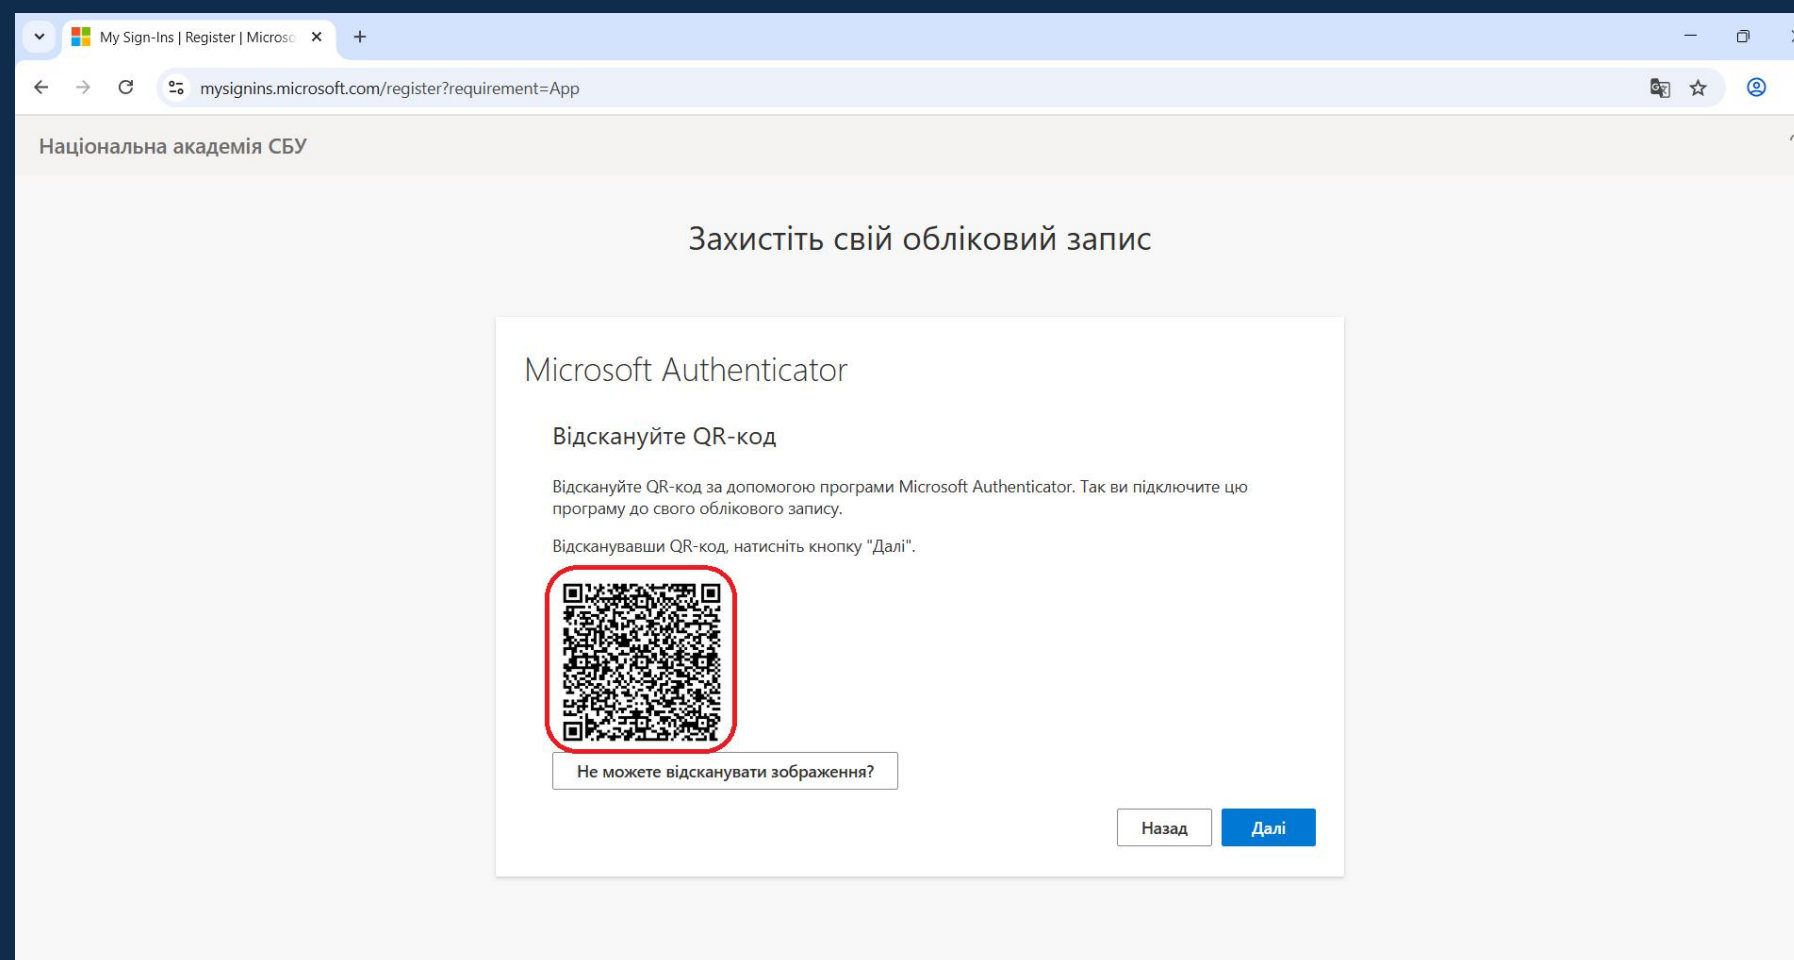 My Sign-Ins | Register | Microso
mysignins.microsoft.com/register?requirement=App
Національна академія СБУ
Захистіть свій обліковий запис
Microsoft Authenticator
Відскануйте QR-код
Відскануйте QR-код за допомогою програми Microsoft Authenticator. Так ви підключите цю
програму до свого облікового запису.
Відсканувавши QR-код, натисніть кнопку "Далі".
Не можете відсканувати зображення?
Назад
Далі